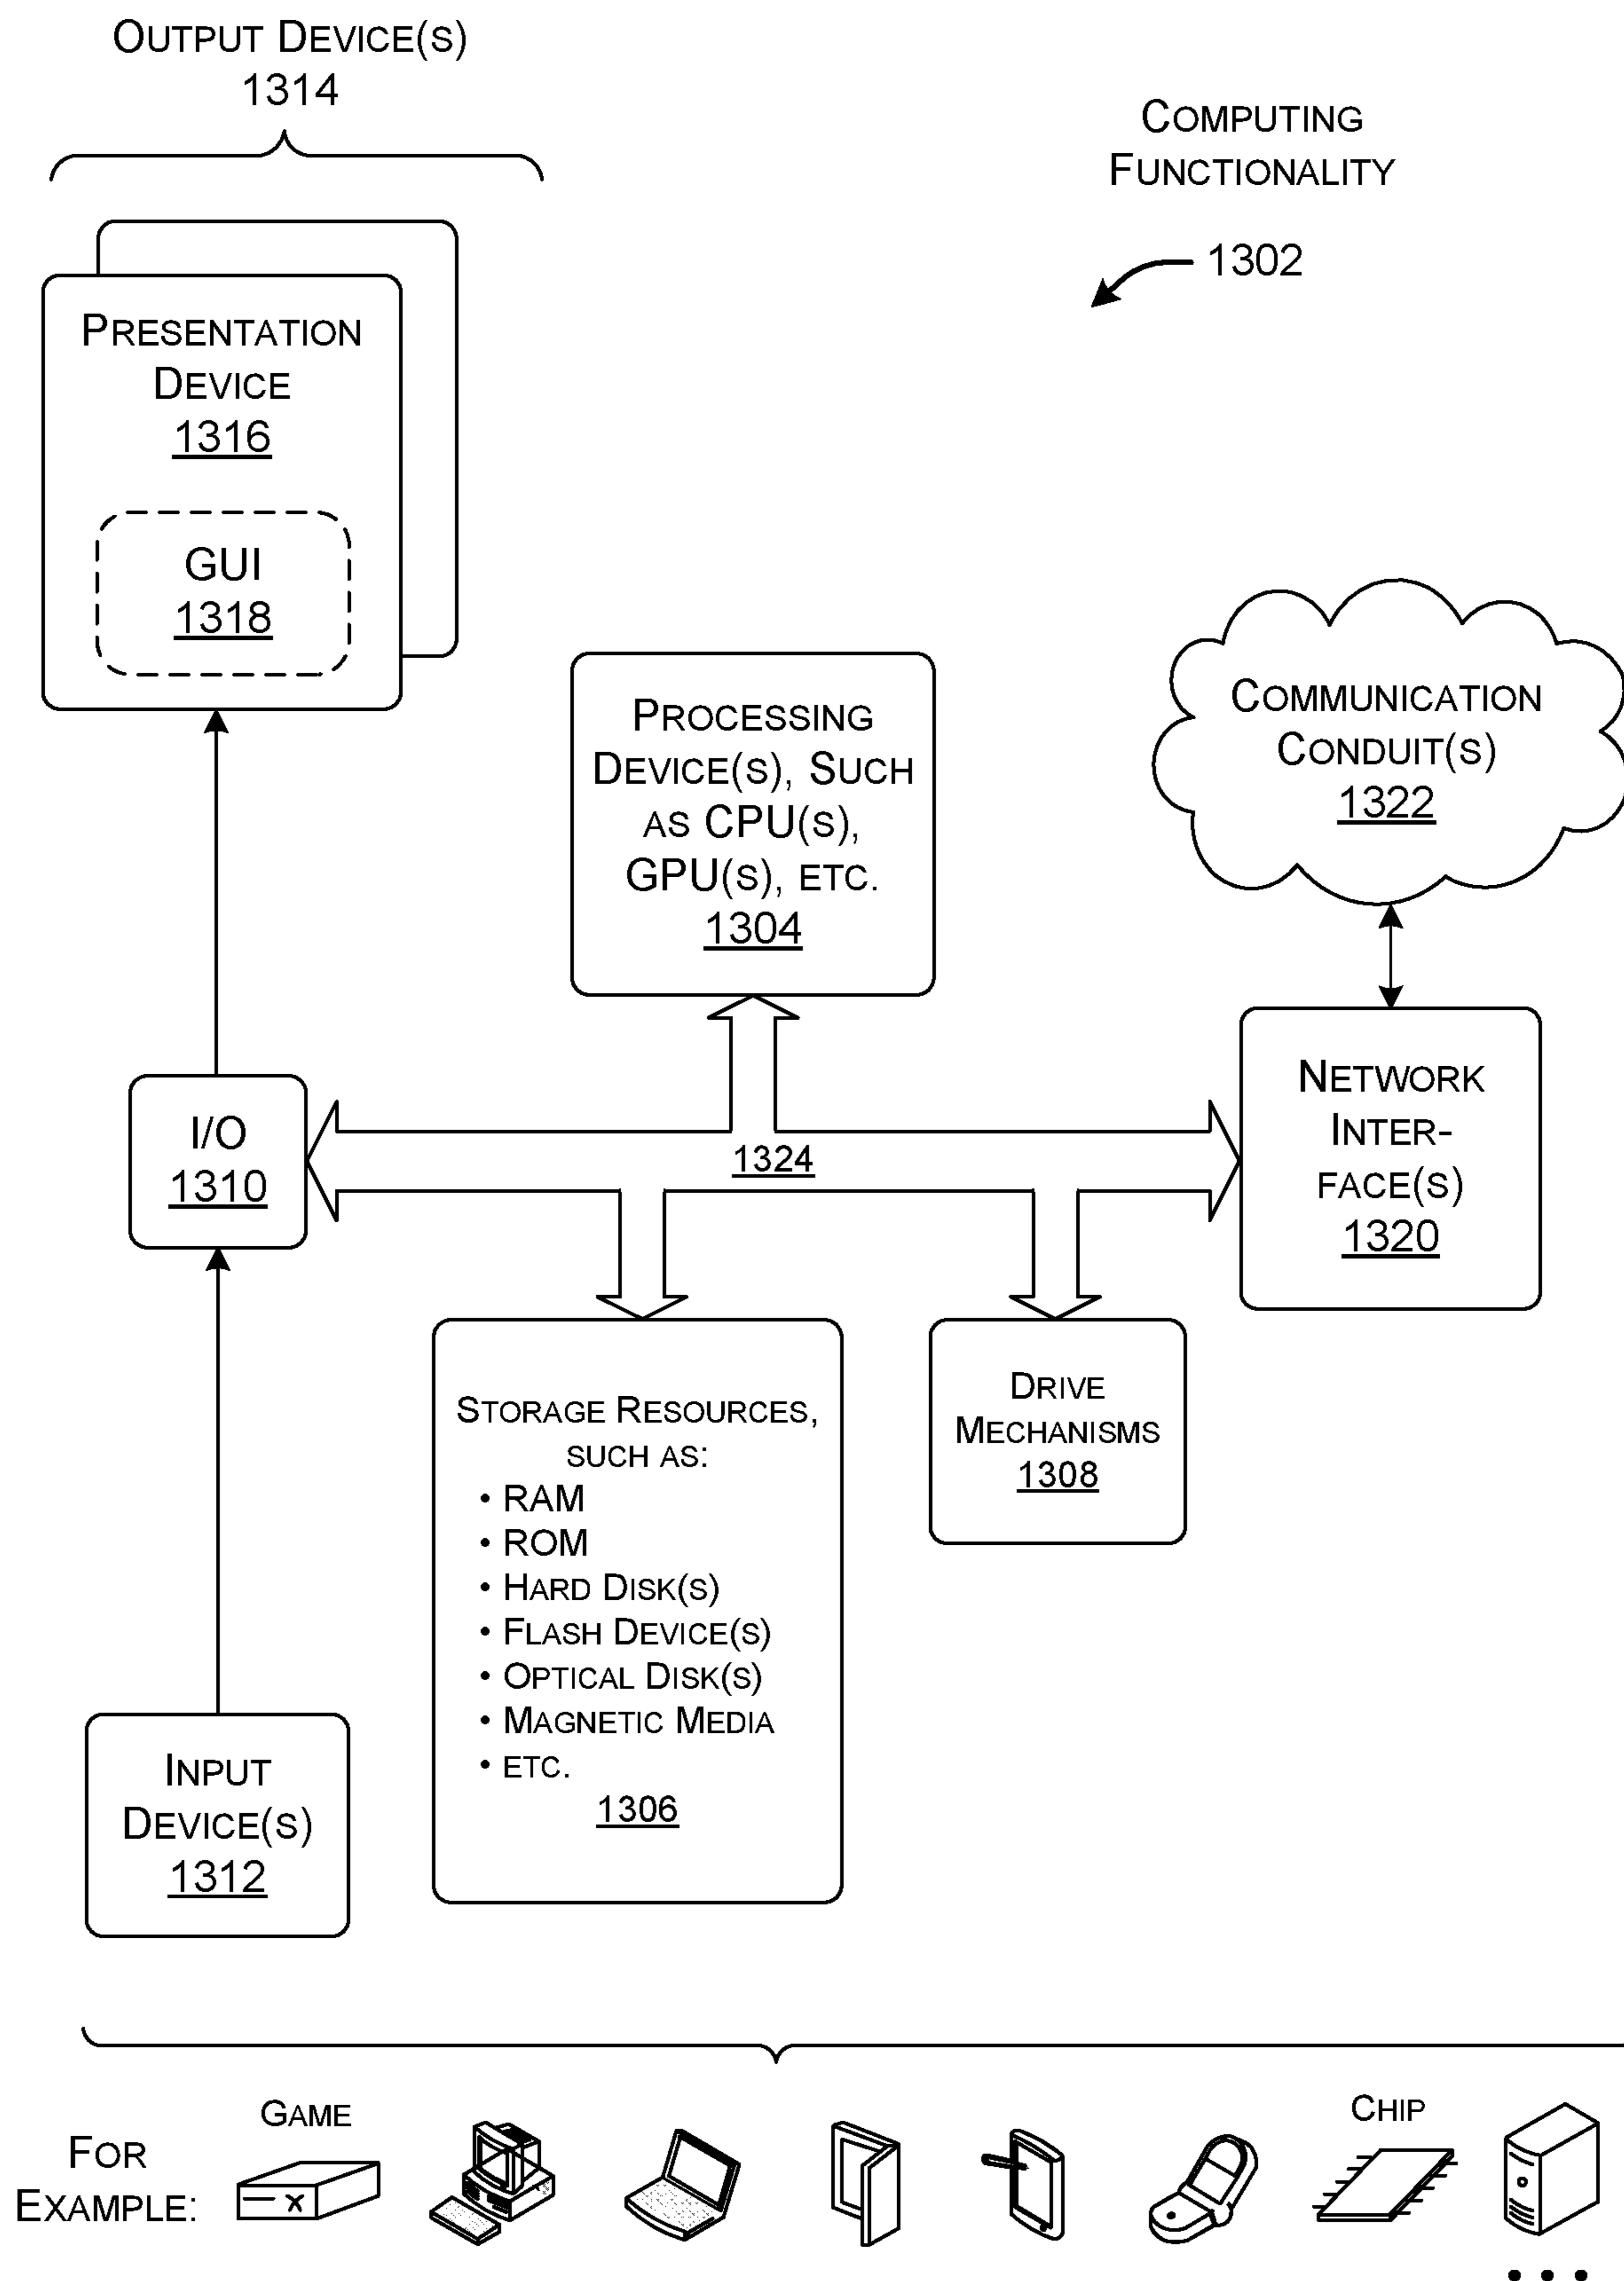 OUTPUT DEVICE(S)
1314
COMPUTING
FUNCTIONALITY
1302
PRESENTATION
DEVICE
1316
GUI
1318
PROCESSING
DEVICE(S), SUCH
AS CPU(S),
GPU(S), ETC.
1304
COMMUNICATION
CONDUIT(S)
1322
I/O
1310
1324
NETWORK
INTER-
FACE(S)
1320
STORAGE RESOURCES,
SUCH AS:
• RAM
• ROM
• HARD DISK(S)
• FLASH DEVICE(S)
• OPTICAL DISK(S)
• MAGNETIC MEDIA
• ETC.
1306
DRIVE
MECHANISMS
1308
INPUT
DEVICE(S)
1312
FOR
EXAMPLE:
GAME
X
CHIP
• • •